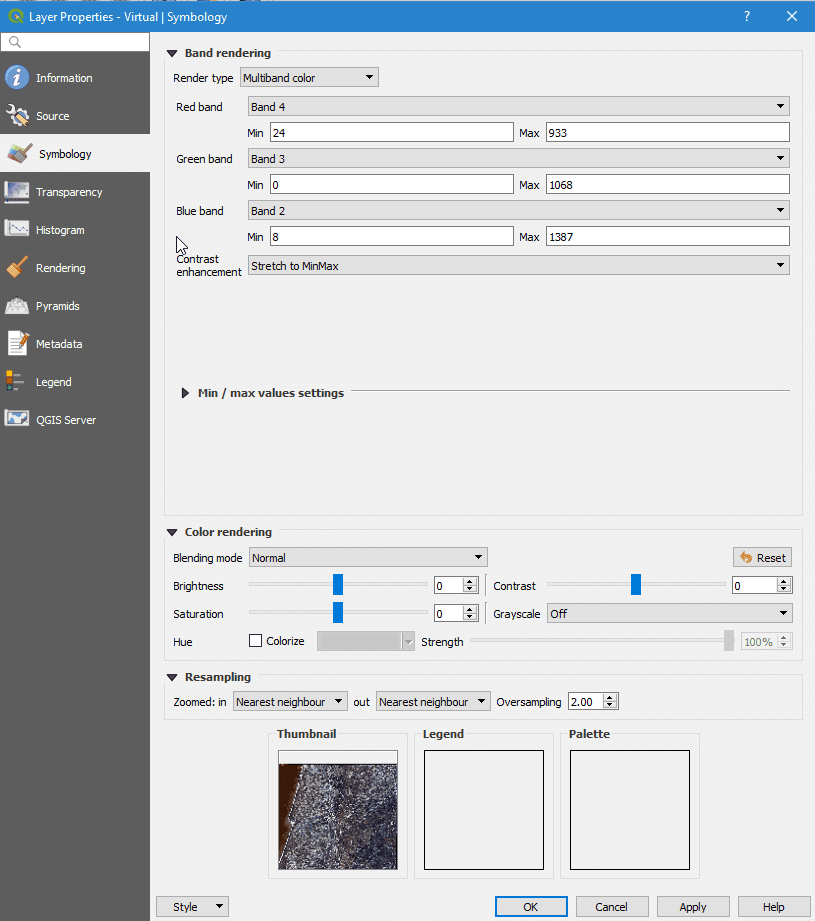 Layer Properties - Virtual | Symbology
?
Information
Source
Symbology
Transparency
Histogram
Rendering
Pyramids
Metadata
Legend
QGIS Server
Band rendering
Render type Multiband color
Red band Band 4
Min 24 Max 933
Green band Band 3
Min 0 Max 1068
Blue band Band 2
Min 8 Max 1387
Contrast
enhancement Stretch to MinMax
Min / max values settings
Color rendering
Blending mode Normal Reset
Brightness 0 Contrast 0
Saturation 0 Grayscale Off
Hue Colorize Strength 100%
Resampling
Zoomed: in Nearest neighbour out Nearest neighbour Oversampling 2.00
Thumbnail Legend Palette
Style OK Cancel Apply Help